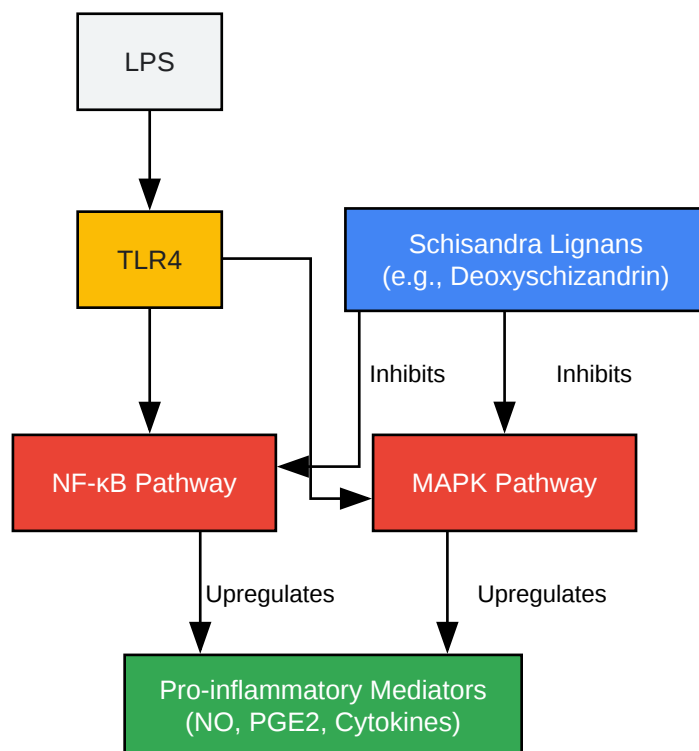 LPS
TLR4
Schisandra Lignans
(e.g., Deoxyschizandrin)
Inhibits
Inhibits
NF-κB Pathway
MAPK Pathway
Upregulates
Upregulates
Pro-inflammatory Mediators
(NO, PGE2, Cytokines)